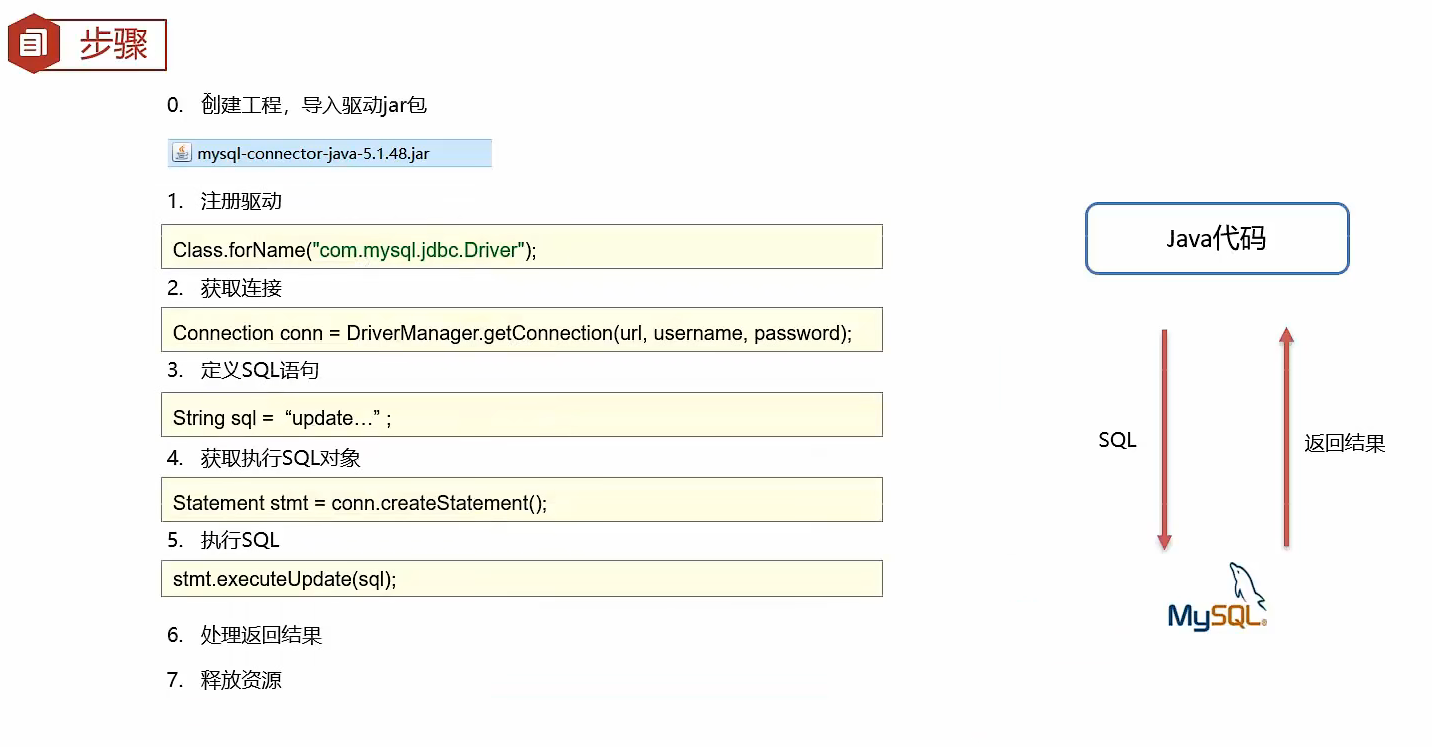 步骤
0. 创建工程，导入驱动jar包
mysql-connector-java-5.1.48.jar
1. 注册驱动
Class.forName("com.mysql.jdbc.Driver");
2. 获取连接
Connection conn = DriverManager.getConnection(url, username, password);
3. 定义SQL语句
String sql = “update…” ;
4. 获取执行SQL对象
Statement stmt = conn.createStatement();
5. 执行SQL
stmt.executeUpdate(sql);
6. 处理返回结果
7. 释放资源
Java代码
SQL
返回结果
MySQL®